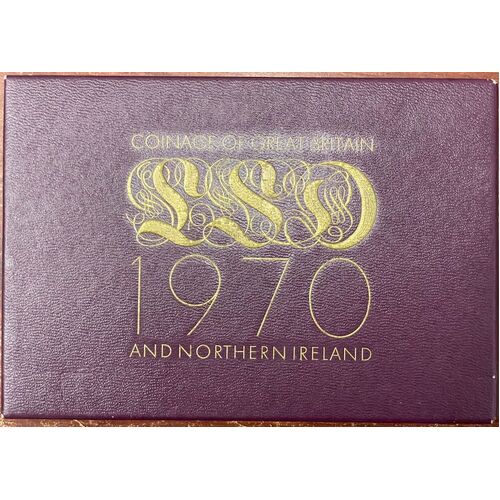 COINAGE OF GREAT BRITAIN
LSD
1970
AND NORTHERN IRELAND